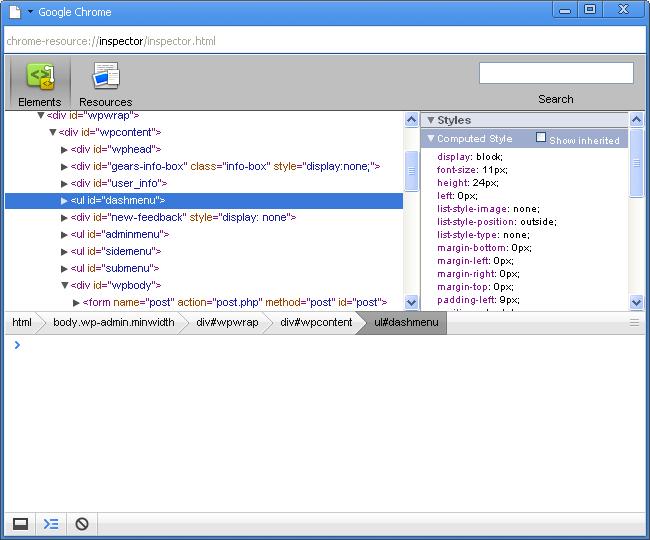 Google Chrome
chrome-resource://inspector/inspector.html
Elements
Resources
Search
<div id="wpwrap">
<div id="wpcontent">
<div id="wphead">
<div id="gears-info-box" class="info-box" style="display:none;">
<div id="user_info">
<ul id="dashmenu">
<div id="new-feedback" style="display: none">
<ul id="adminmenu">
<ul id="sidemenu">
<ul id="submenu">
<div id="wpbody">
<form name="post" action="post.php" method="post" id="post">
Styles
Computed Style Show inherited
display: block;
font-size: 11px;
height: 24px;
left: 0px;
list-style-image: none;
list-style-position: outside;
list-style-type: none;
margin-bottom: 0px;
margin-left: 0px;
margin-right: 0px;
margin-top: 0px;
padding-left: 9px;
html body.wp-admin.minwidth div#wpwrap div#wpcontent ul#dashmenu